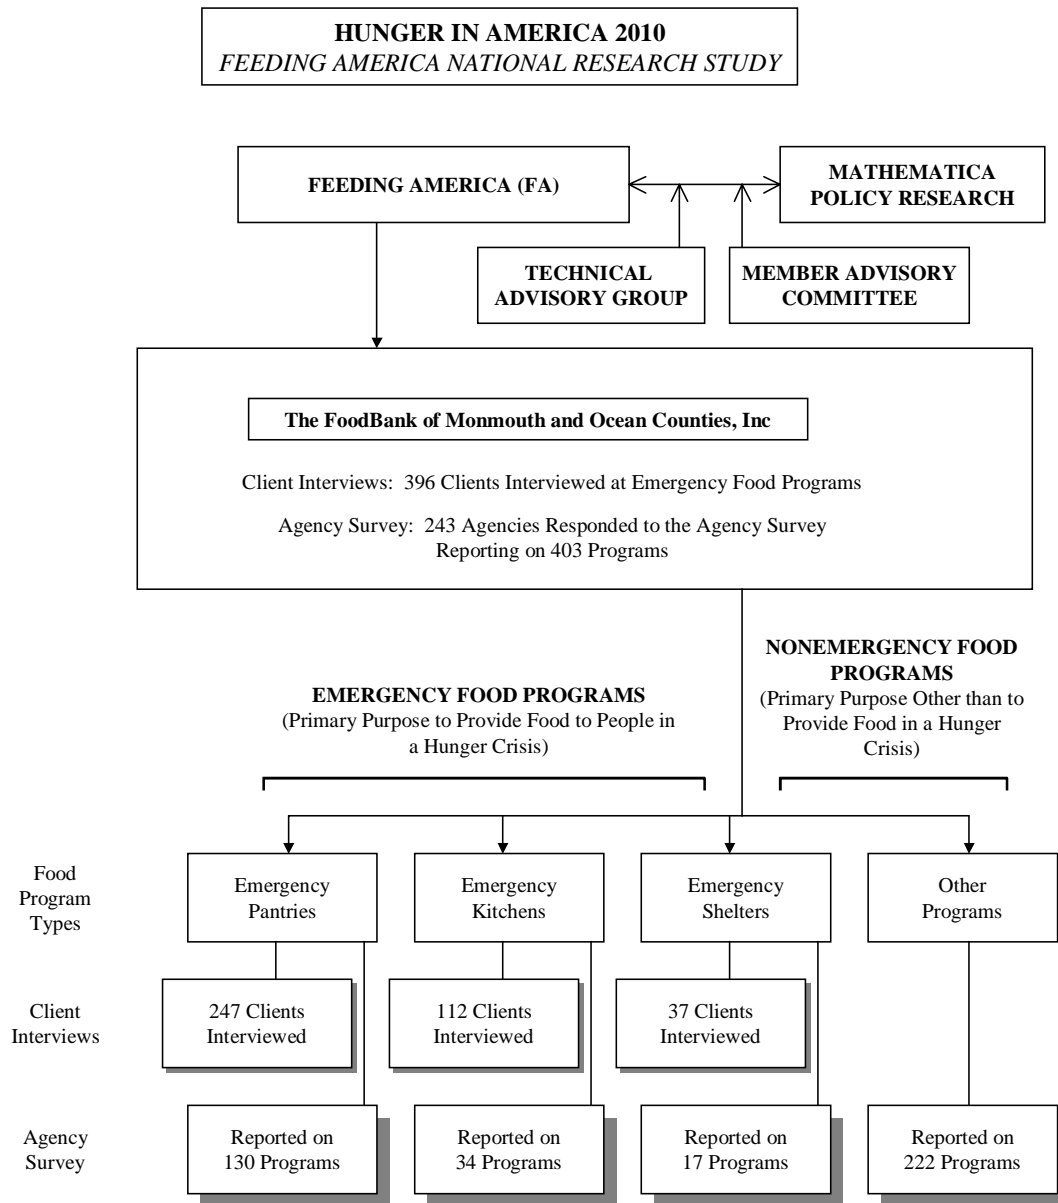 HUNGER IN AMERICA 2010
FEEDING AMERICA NATIONAL RESEARCH STUDY
FEEDING AMERICA (FA)
MATHEMATICA
POLICY RESEARCH
TECHNICAL
ADVISORY GROUP
MEMBER ADVISORY
COMMITTEE
The FoodBank of Monmouth and Ocean Counties, Inc
Client Interviews: 396 Clients Interviewed at Emergency Food Programs
Agency Survey: 243 Agencies Responded to the Agency Survey
Reporting on 403 Programs
EMERGENCY FOOD PROGRAMS
(Primary Purpose to Provide Food to People in
a Hunger Crisis)
NONEMERGENCY FOOD
PROGRAMS
(Primary Purpose Other than to
Provide Food in a Hunger
Crisis)
Food
Program
Types
Emergency
Pantries
Emergency
Kitchens
Emergency
Shelters
Other
Programs
Client
Interviews
247 Clients
Interviewed
112 Clients
Interviewed
37 Clients
Interviewed
Agency
Survey
Reported on
130 Programs
Reported on
34 Programs
Reported on
17 Programs
Reported on
222 Programs